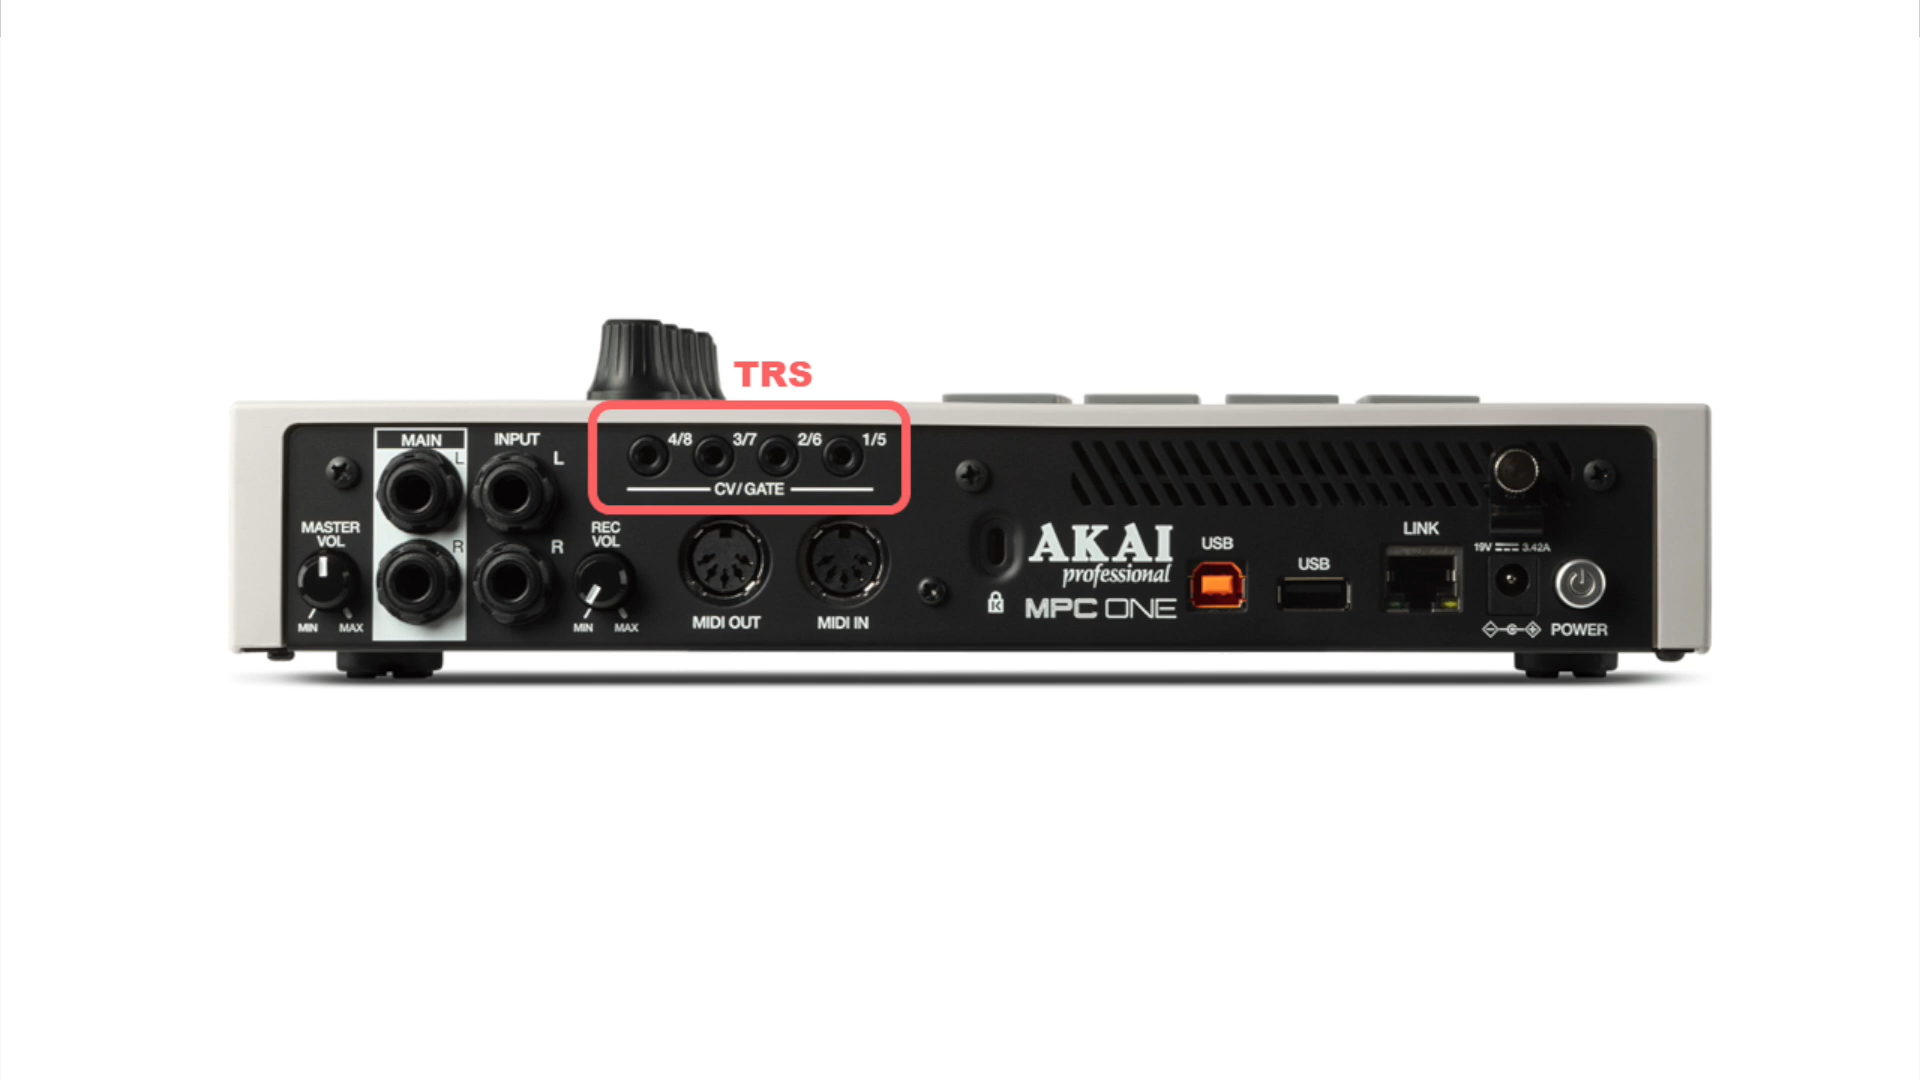 TRS
MAIN
L
R
INPUT
L
R
4/8 3/7 2/6 1/5
CV/GATE
MASTER
VOL
MIN MAX
REC
VOL
MIN MAX
MIDI OUT
MIDI IN
AKAI
professional
MPC ONE
K
USB
USB
LINK
19V 3.42A
POWER